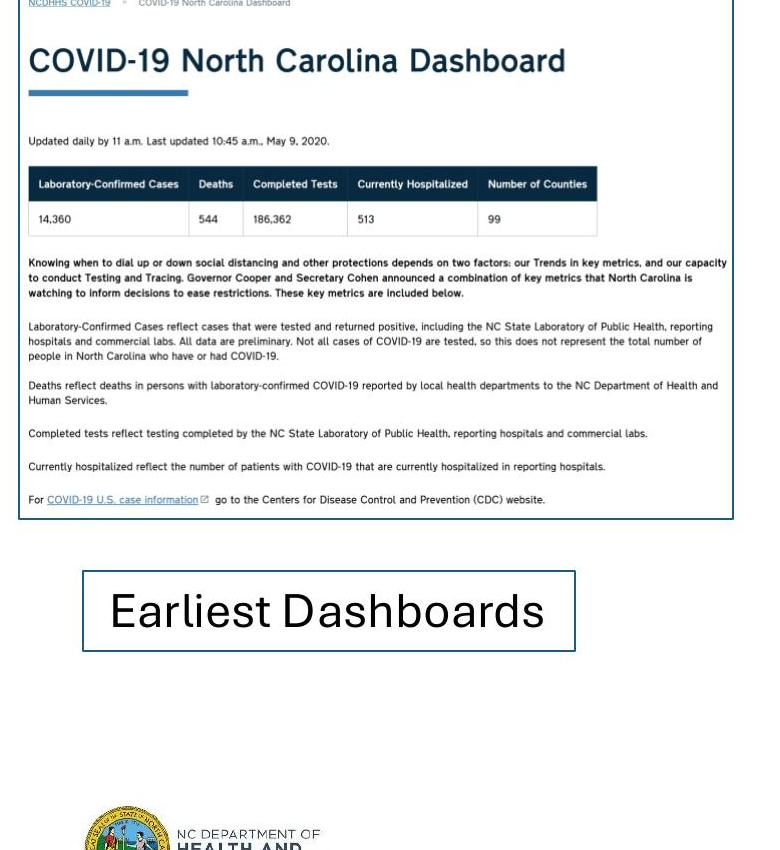 NCDHHS COVID-19 » COVID-19 North Carolina Dashboard
COVID-19 North Carolina Dashboard
Updated daily by 11 a.m. Last updated 10:45 a.m., May 9, 2020.
Laboratory-Confirmed Cases Deaths Completed Tests Currently Hospitalized Number of Counties
14,360 544 186,362 513 99
Knowing when to dial up or down social distancing and other protections depends on two factors: our Trends in key metrics, and our capacity
to conduct Testing and Tracing. Governor Cooper and Secretary Cohen announced a combination of key metrics that North Carolina is
watching to inform decisions to ease restrictions. These key metrics are included below.
Laboratory-Confirmed Cases reflect cases that were tested and returned positive, including the NC State Laboratory of Public Health, reporting
hospitals and commercial labs. All data are preliminary. Not all cases of COVID-19 are tested, so this does not represent the total number of
people in North Carolina who have or had COVID-19.
Deaths reflect deaths in persons with laboratory-confirmed COVID-19 reported by local health departments to the NC Department of Health and
Human Services.
Completed tests reflect testing completed by the NC State Laboratory of Public Health, reporting hospitals and commercial labs.
Currently hospitalized reflect the number of patients with COVID-19 that are currently hospitalized in reporting hospitals.
For COVID-19 U.S. case information go to the Centers for Disease Control and Prevention (CDC) website.
Earliest Dashboards
NC DEPARTMENT OF
HEALTH AND